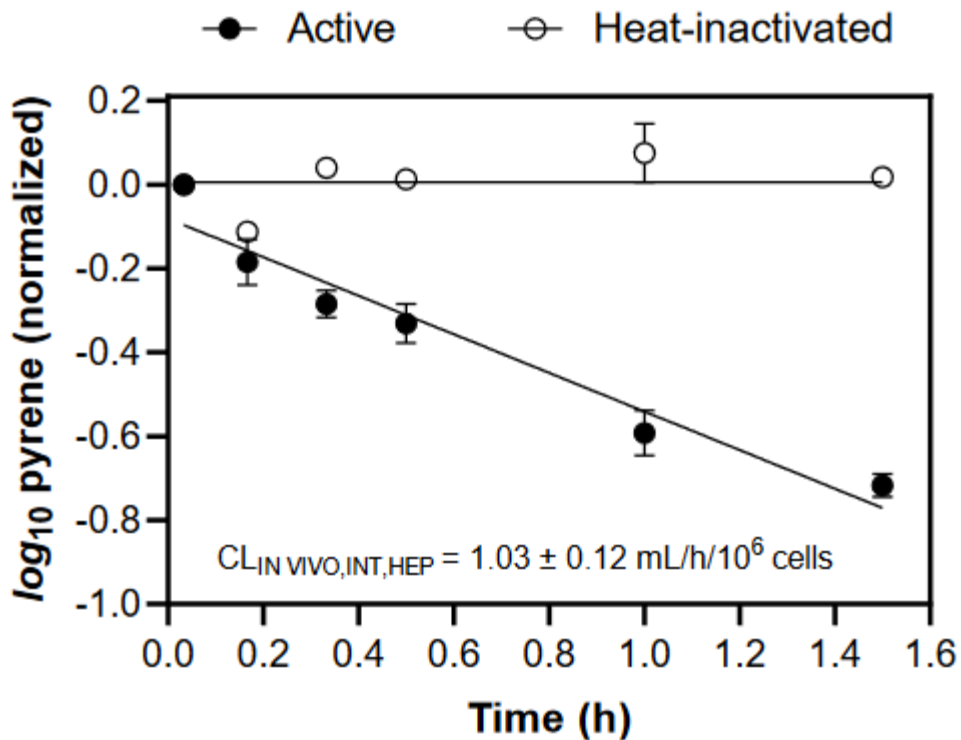 Active
Heat-inactivated
log10 pyrene (normalized)
0.2
0.0
-0.2
-0.4
-0.6
-0.8
-1.0
CLIN VIVO,INT,HEP = 1.03 ± 0.12 mL/h/10⁶ cells
0.0 0.2 0.4 0.6 0.8 1.0 1.2 1.4 1.6
Time (h)